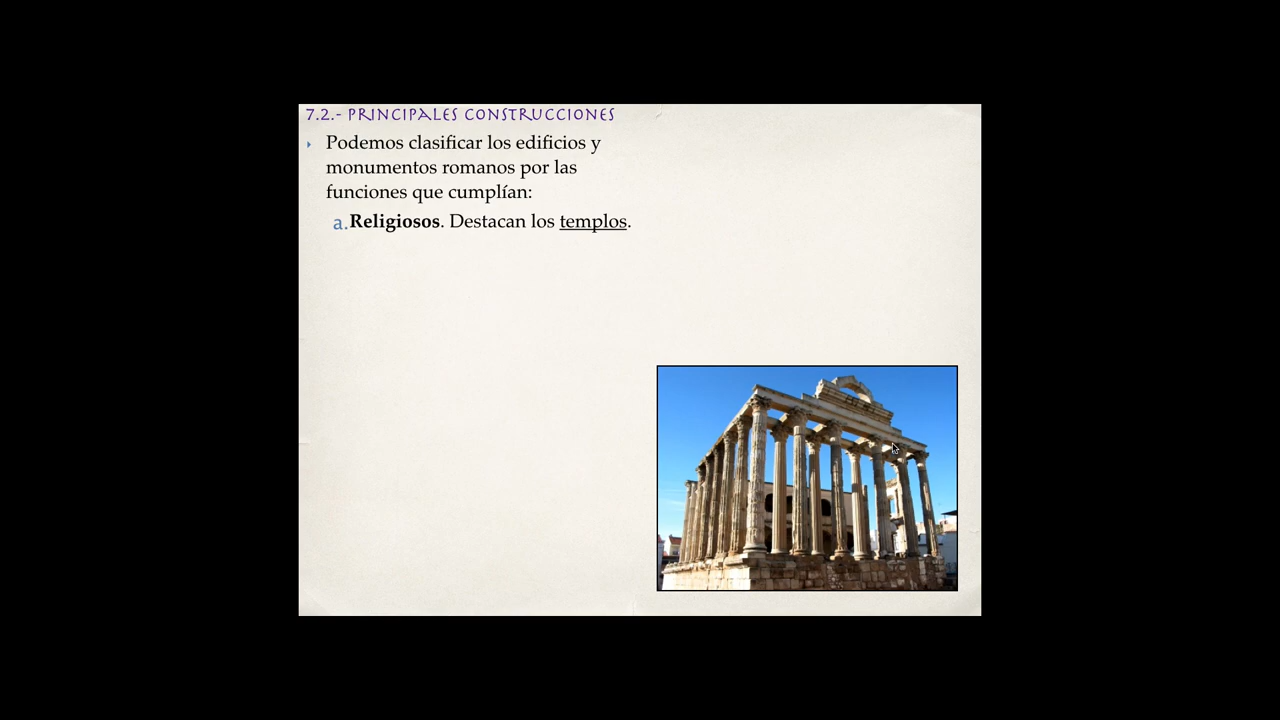 7.2.- PRINCIPALES CONSTRUCCIONES
Podemos clasificar los edificios y
monumentos romanos por las
funciones que cumplían:
a. Religiosos. Destacan los templos.